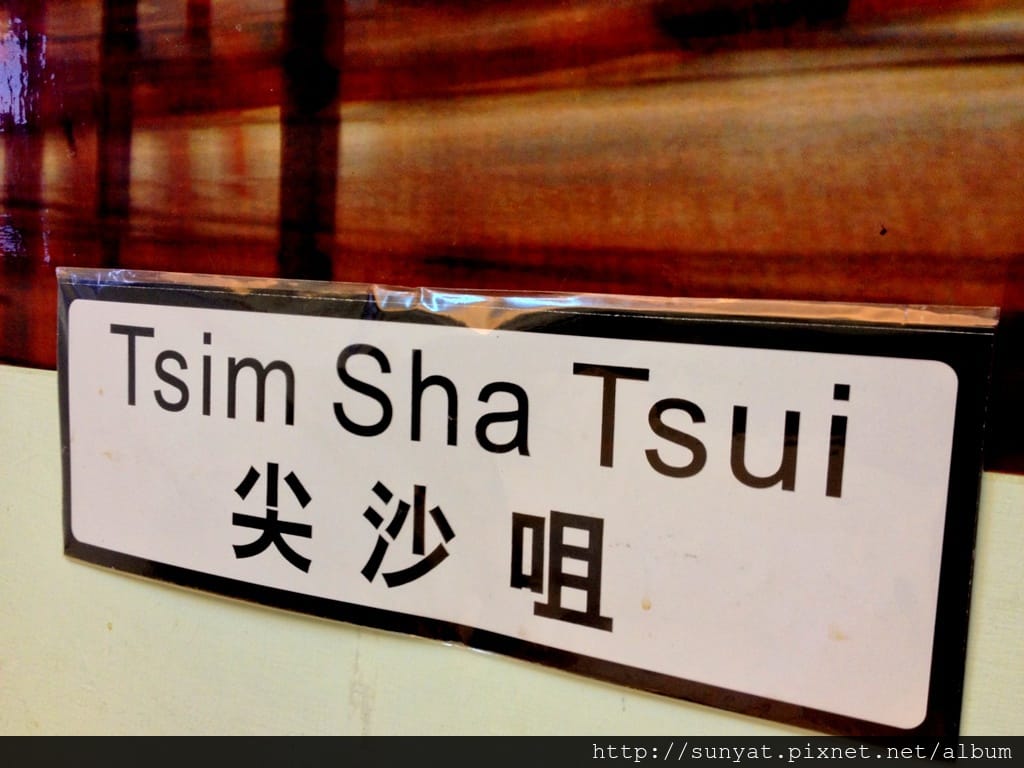 Tsim Sha Tsui
尖沙咀
http://sunyat.pixnet.net/album